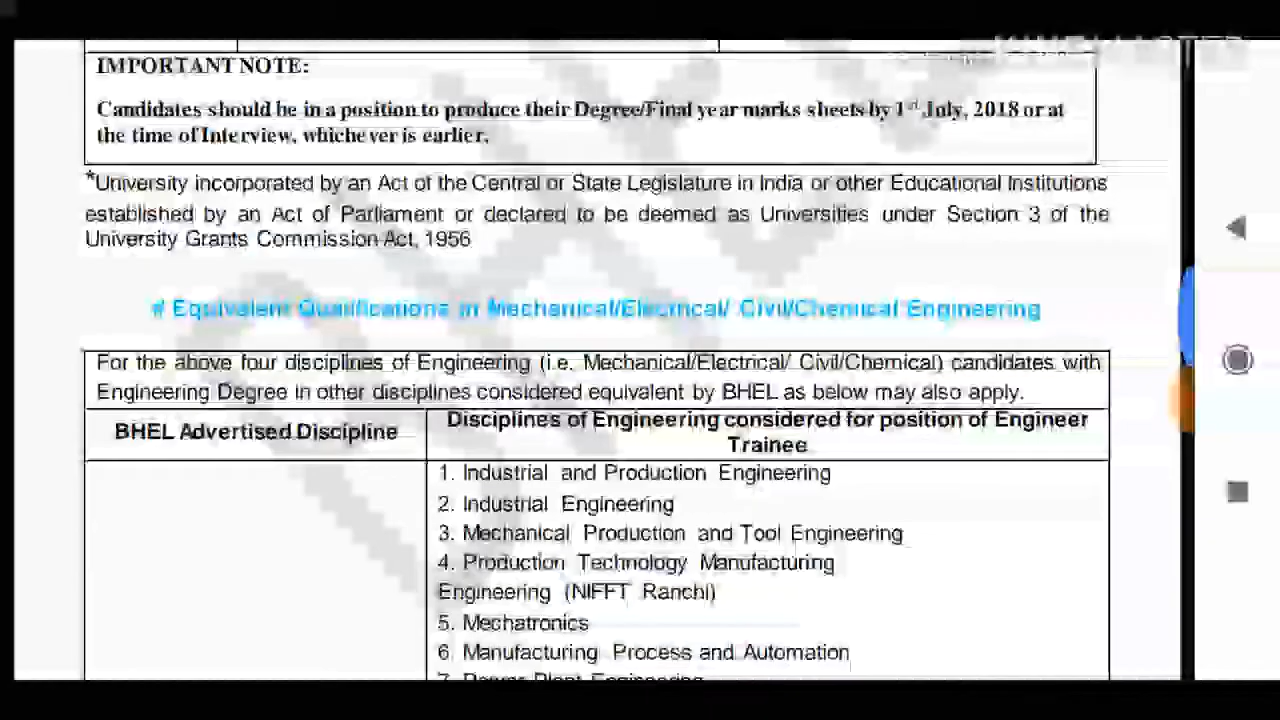 IMPORTANT NOTE:
Candidates should be in a position to produce their Degree/Final year marks sheets by 1st July, 2018 or at
the time of Interview, whichever is earlier.
*University incorporated by an Act of the Central or State Legislature in India or other Educational Institutions
established by an Act of Parliament or declared to be deemed as Universities under Section 3 of the
University Grants Commission Act, 1956
# Equivalent Qualifications in Mechanical/Electrical/ Civil/Chemical Engineering
For the above four disciplines of Engineering (i.e. Mechanical/Electrical/ Civil/Chemical) candidates with
Engineering Degree in other disciplines considered equivalent by BHEL as below may also apply.
BHEL Advertised Discipline
Disciplines of Engineering considered for position of Engineer
Trainee
1. Industrial and Production Engineering
2. Industrial Engineering
3. Mechanical Production and Tool Engineering
4. Production Technology Manufacturing
Engineering (NIFFT Ranchi)
5. Mechatronics
6. Manufacturing Process and Automation
7. Power Plant Engineering